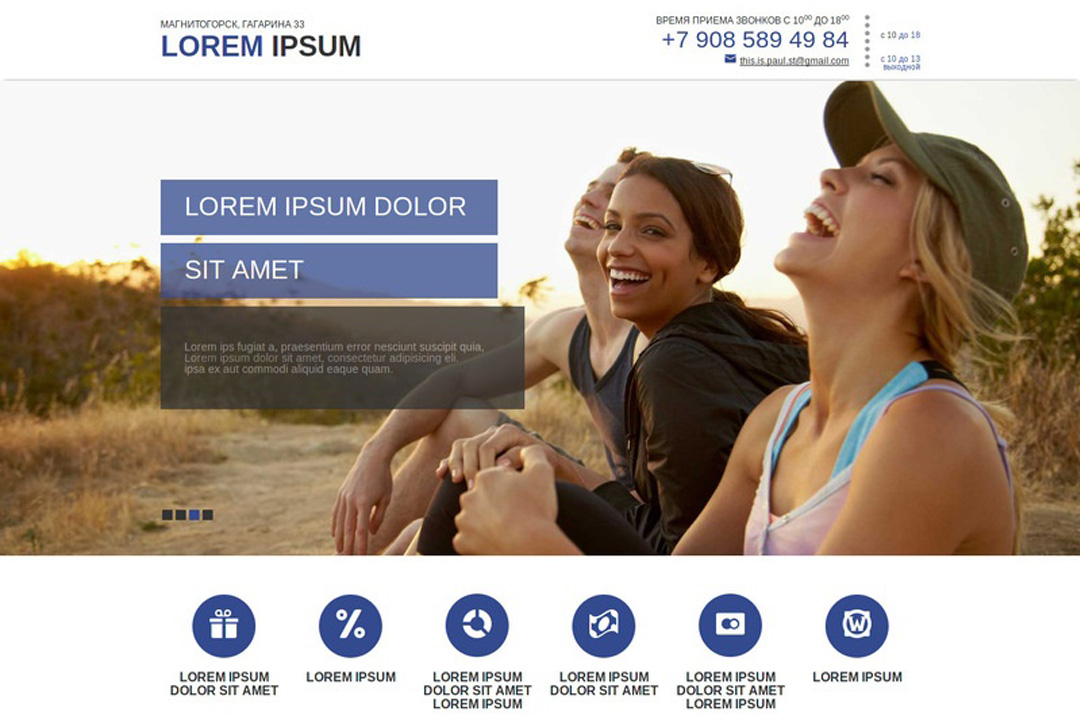 МАГНИТОГОРСК, ГАГАРИНА 33
LOREM IPSUM
ВРЕМЯ ПРИЕМА ЗВОНКОВ С 10⁰⁰ ДО 18⁰⁰
+7 908 589 49 84
this.is.paul.st@gmail.com
с 10 до 18
с 10 до 13
выходной
LOREM IPSUM DOLOR
SIT AMET
Lorem ips fugiat a, praesentium error nesciunt suscipit quia,
Lorem ipsum dolor sit amet, consectetur adipisicing eli.
ipsa ex aut commodi aliquid eaque quam.
LOREM IPSUM
DOLOR SIT AMET
LOREM IPSUM
LOREM IPSUM
DOLOR SIT AMET
LOREM IPSUM
LOREM IPSUM
DOLOR SIT AMET
LOREM IPSUM
DOLOR SIT AMET
LOREM IPSUM
LOREM IPSUM